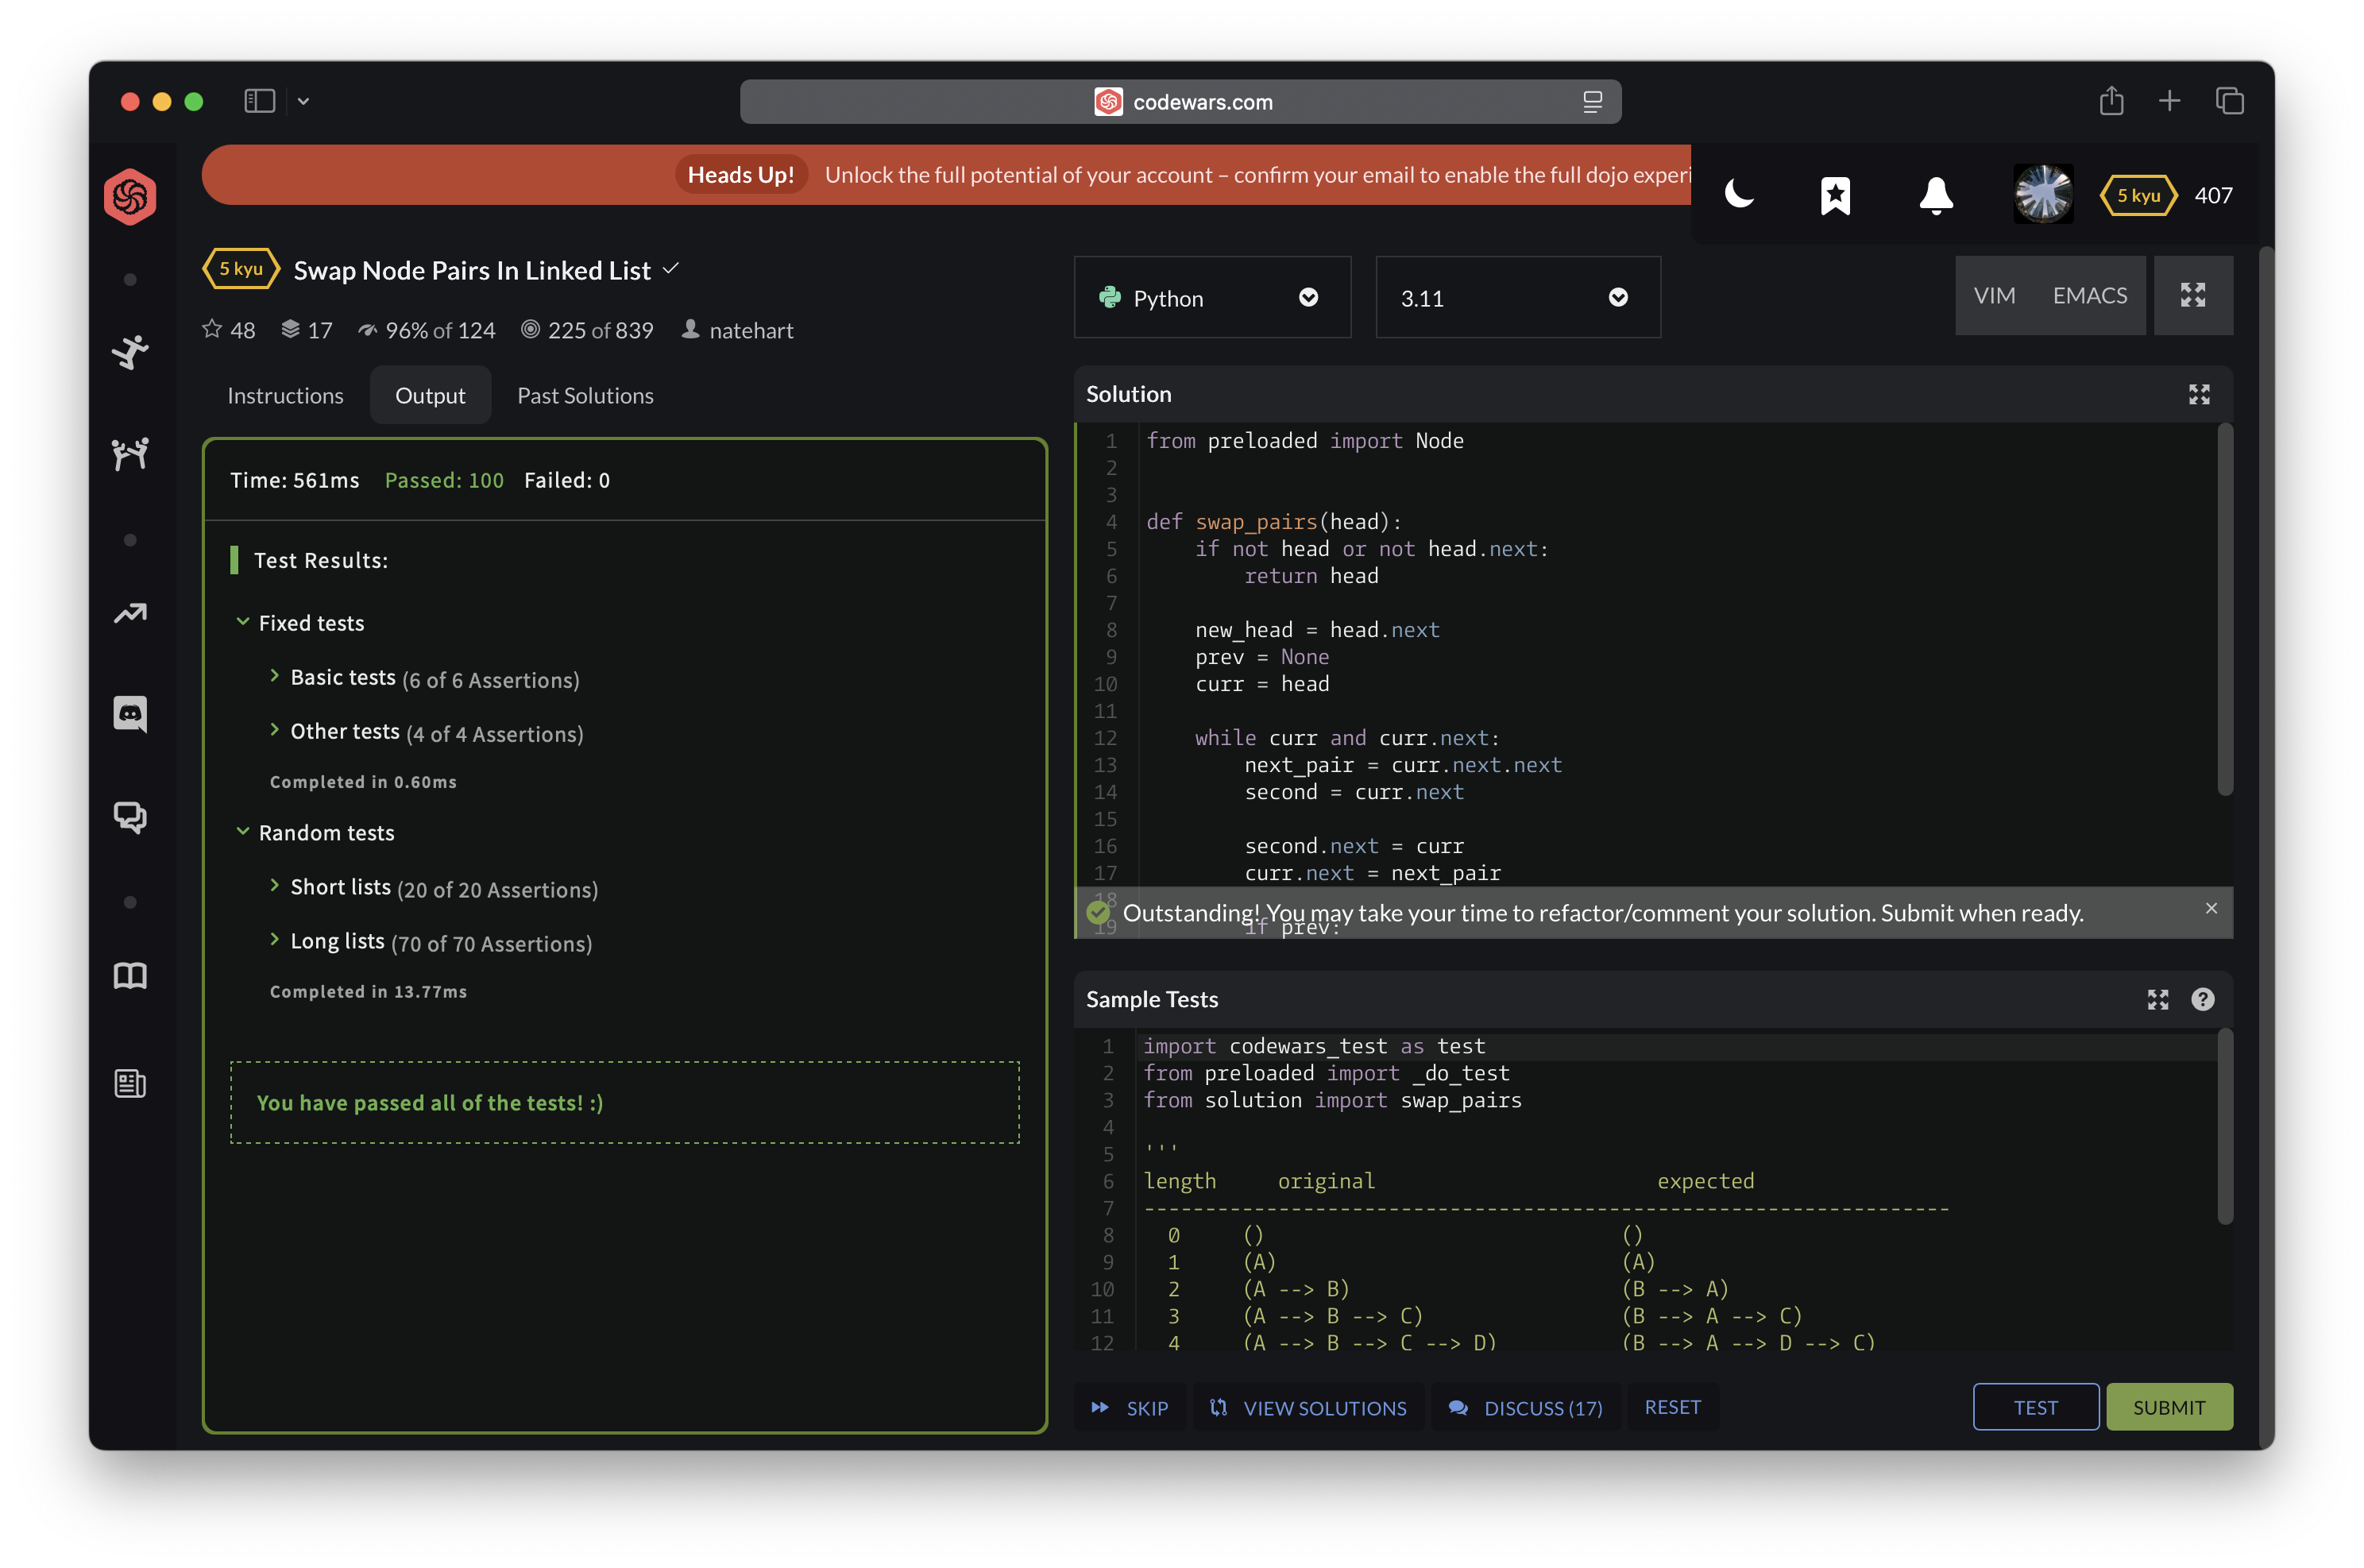 codewars.com
Heads Up! Unlock the full potential of your account – confirm your email to enable the full dojo experi
5 kyu 407
5 kyu Swap Node Pairs In Linked List
48 17 96% of 124 225 of 839 natehart
Instructions Output Past Solutions
Time: 561ms Passed: 100 Failed: 0
Test Results:
Fixed tests
Basic tests (6 of 6 Assertions)
Other tests (4 of 4 Assertions)
Completed in 0.60ms
Random tests
Short lists (20 of 20 Assertions)
Long lists (70 of 70 Assertions)
Completed in 13.77ms
You have passed all of the tests! :)
Python 3.11 VIM EMACS
Solution
1 from preloaded import Node
2
3
4 def swap_pairs(head):
5     if not head or not head.next:
6         return head
7
8     new_head = head.next
9     prev = None
10     curr = head
11
12     while curr and curr.next:
13         next_pair = curr.next.next
14         second = curr.next
15
16         second.next = curr
17         curr.next = next_pair
18
19         if prev:
Outstanding! You may take your time to refactor/comment your solution. Submit when ready.
Sample Tests
1 import codewars_test as test
2 from preloaded import _do_test
3 from solution import swap_pairs
4
5 '''
6 length     original                       expected
7 ------------------------------------------------------------------
8   0     ()                              ()
9   1     (A)                             (A)
10   2     (A --> B)                       (B --> A)
11   3     (A --> B --> C)                 (B --> A --> C)
12   4     (A --> B --> C --> D)           (B --> A --> D --> C)
SKIP VIEW SOLUTIONS DISCUSS (17) RESET TEST SUBMIT